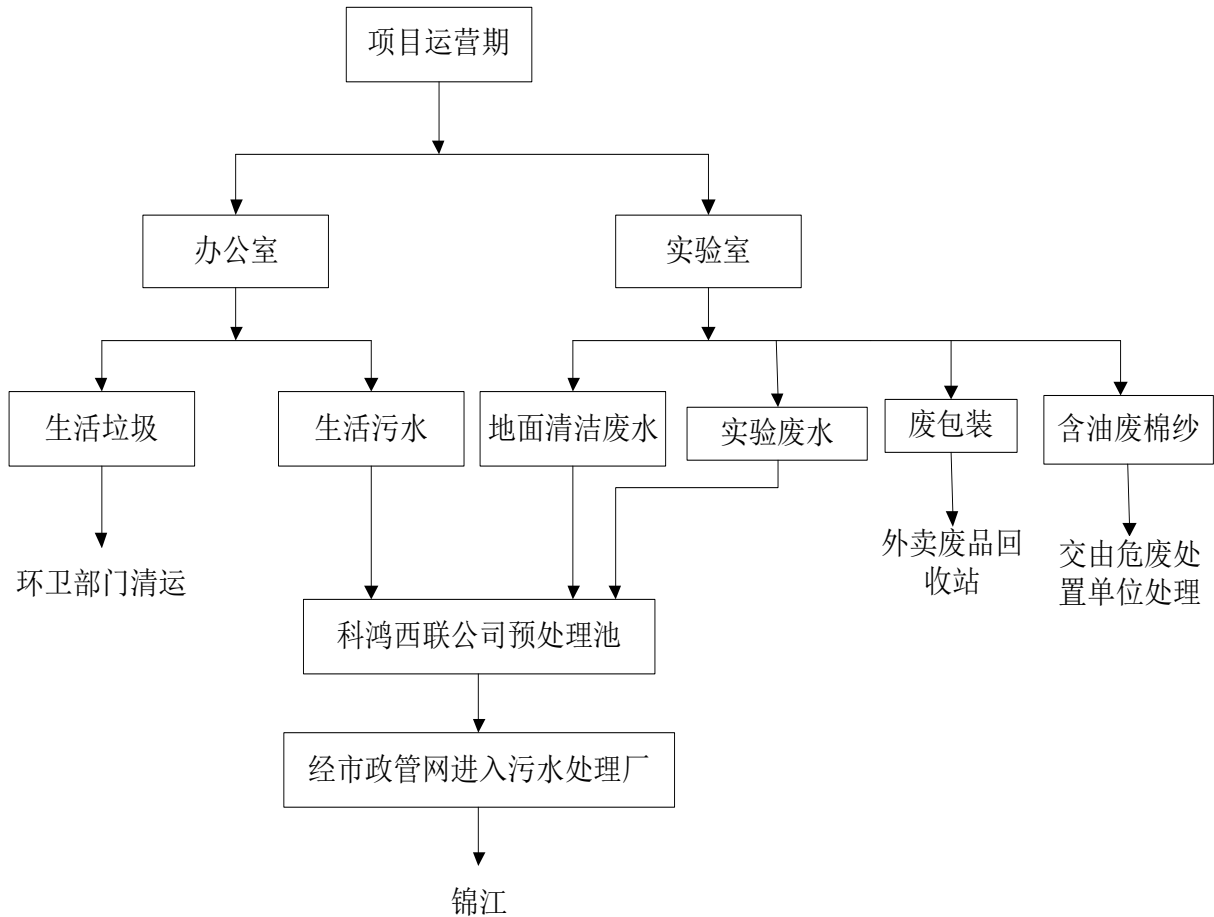 项目运营期
办公室
实验室
生活垃圾
生活污水
地面清洁废水
实验废水
废包装
含油废棉纱
环卫部门清运
外卖废品回
收站
交由危废处
置单位处理
科鸿西联公司预处理池
经市政管网进入污水处理厂
锦江